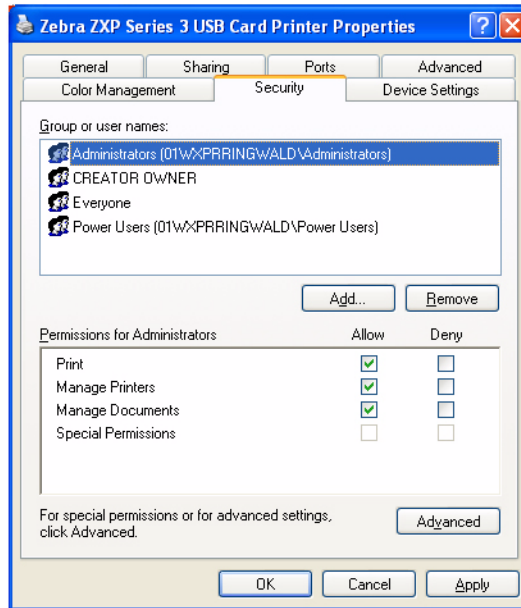 Zebra ZXP Series 3 USB Card Printer Properties
General Sharing Ports Advanced
Color Management Security Device Settings
Group or user names:
Administrators (01WXPRRINGWALD\Administrators)
CREATOR OWNER
Everyone
Power Users (01WXPRRINGWALD\Power Users)
Add... Remove
Permissions for Administrators Allow Deny
Print
Manage Printers
Manage Documents
Special Permissions
For special permissions or for advanced settings,
click Advanced.
Advanced
OK Cancel Apply